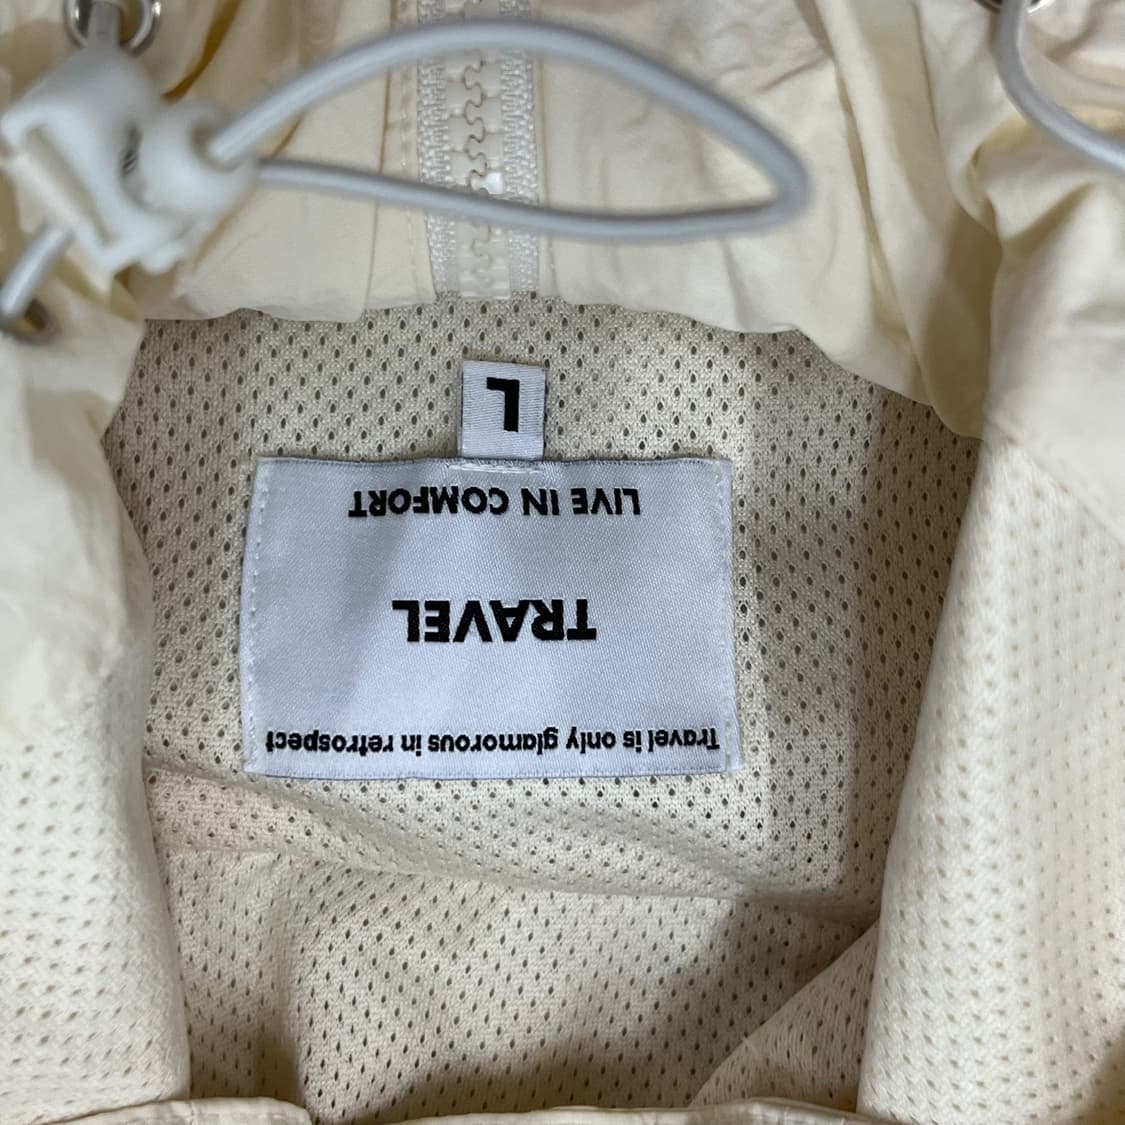 Travel is only glamorous in retrospect
TRAVEL
LIVE IN COMFORT
L